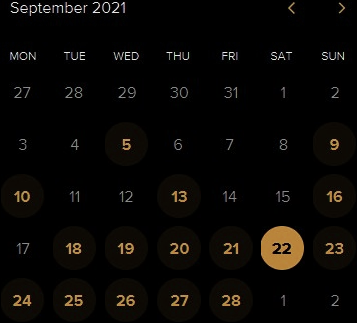 September 2021
MON TUE WED THU FRI SAT SUN
27 28 29 30 31 1 2
3 4 5 6 7 8 9
10 11 12 13 14 15 16
17 18 19 20 21 22 23
24 25 26 27 28 1 2